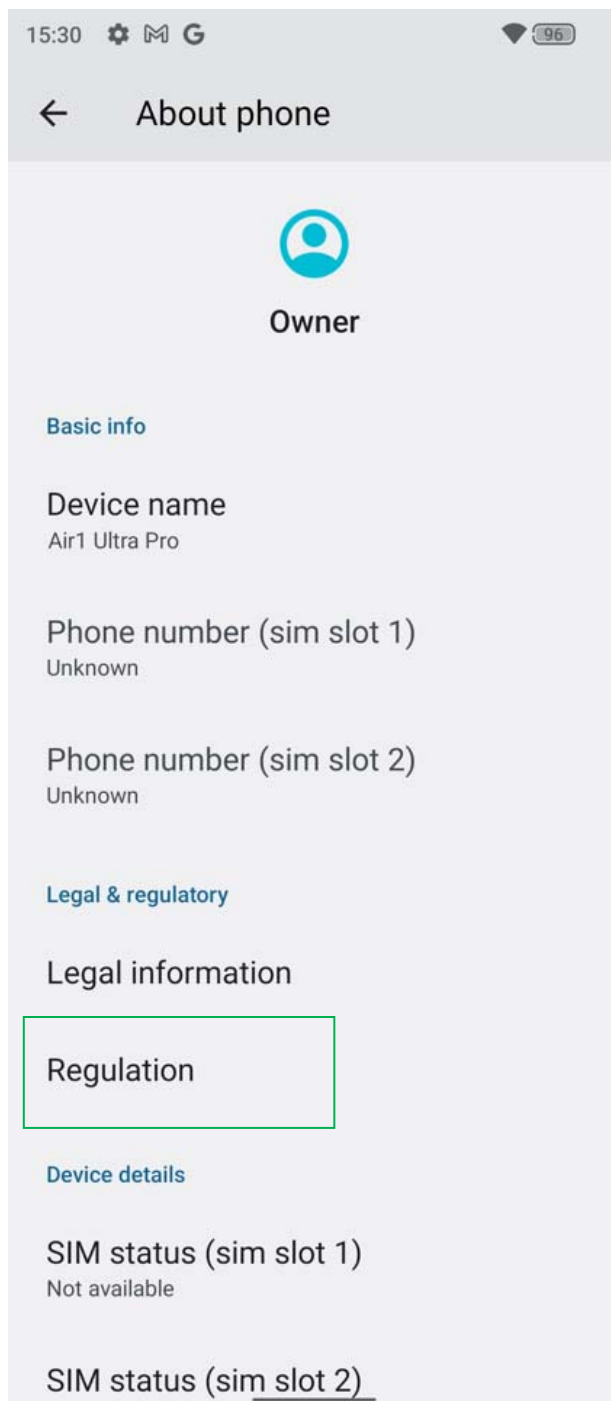 15:30 G 96
About phone
Owner
Basic info
Device name
Air1 Ultra Pro
Phone number (sim slot 1)
Unknown
Phone number (sim slot 2)
Unknown
Legal & regulatory
Legal information
Regulation
Device details
SIM status (sim slot 1)
Not available
SIM status (sim slot 2)